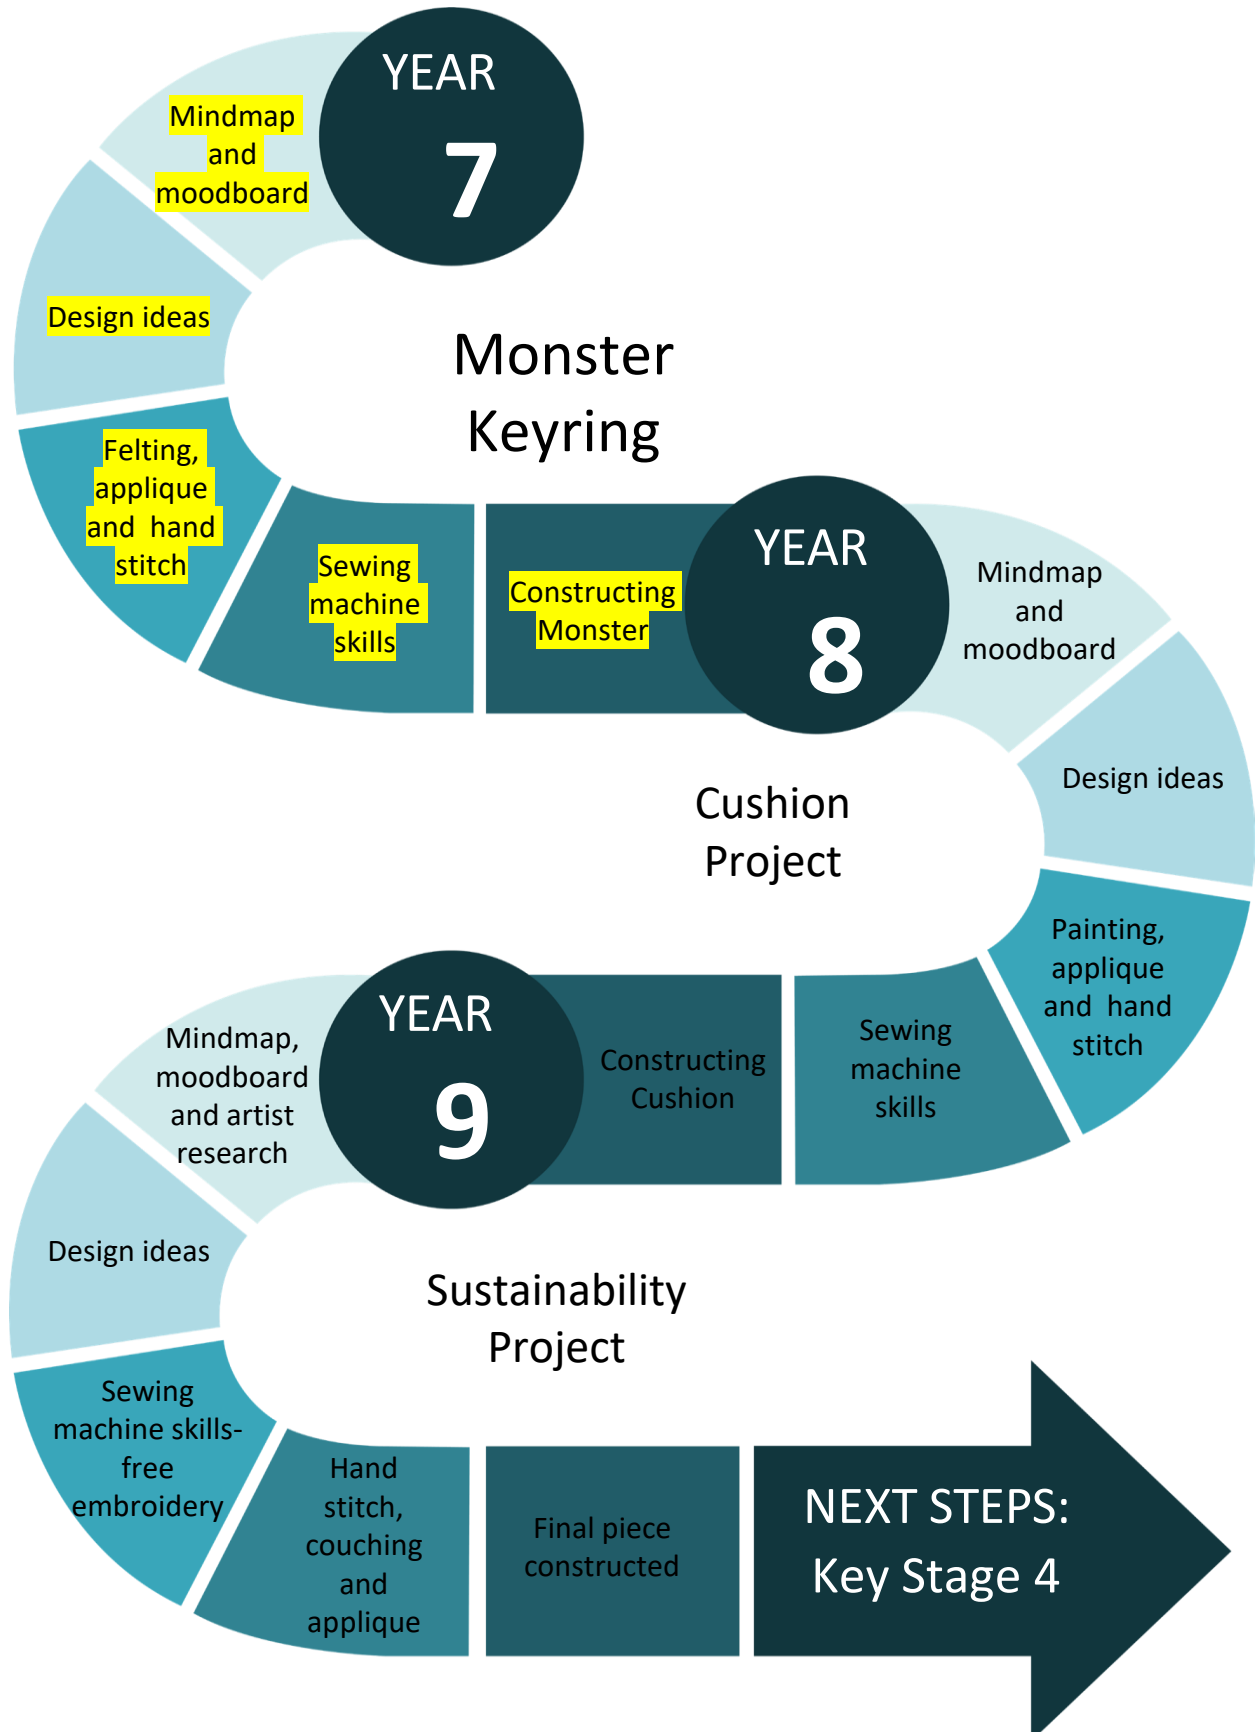 YEAR
7
Mindmap
and
moodboard
Design ideas
Felting,
applique
and hand
stitch
Sewing
machine
skills
Constructing
Monster
Monster
Keyring
YEAR
8
Mindmap
and
moodboard
Design ideas
Painting,
applique
and hand
stitch
Sewing
machine
skills
Constructing
Cushion
Cushion
Project
YEAR
9
Mindmap,
moodboard
and artist
research
Design ideas
Sewing
machine skills-
free
embroidery
Hand
stitch,
couching
and
applique
Final piece
constructed
Sustainability
Project
NEXT STEPS:
Key Stage 4